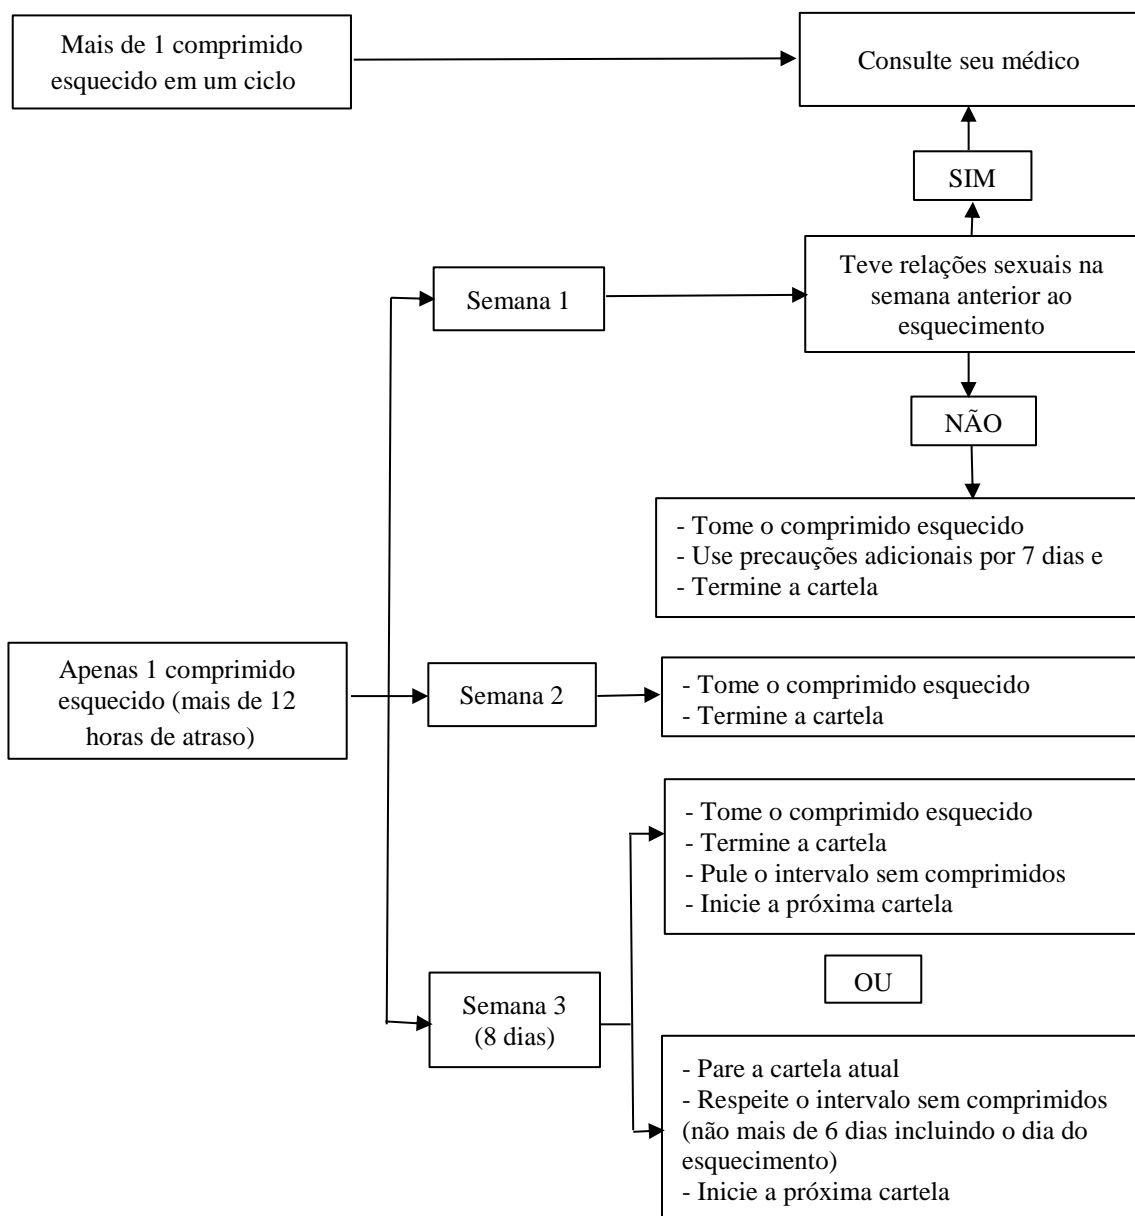 Mais de 1 comprimido
esquecido em um ciclo
Consulte seu médico
SIM
Teve relações sexuais na
semana anterior ao
esquecimento
Semana 1
NÃO
- Tome o comprimido esquecido
- Use precauções adicionais por 7 dias e
- Termine a cartela
Apenas 1 comprimido
esquecido (mais de 12
horas de atraso)
Semana 2
- Tome o comprimido esquecido
- Termine a cartela
- Tome o comprimido esquecido
- Termine a cartela
- Pule o intervalo sem comprimidos
- Inicie a próxima cartela
OU
Semana 3
(8 dias)
- Pare a cartela atual
- Respeite o intervalo sem comprimidos
(não mais de 6 dias incluindo o dia do
esquecimento)
- Inicie a próxima cartela